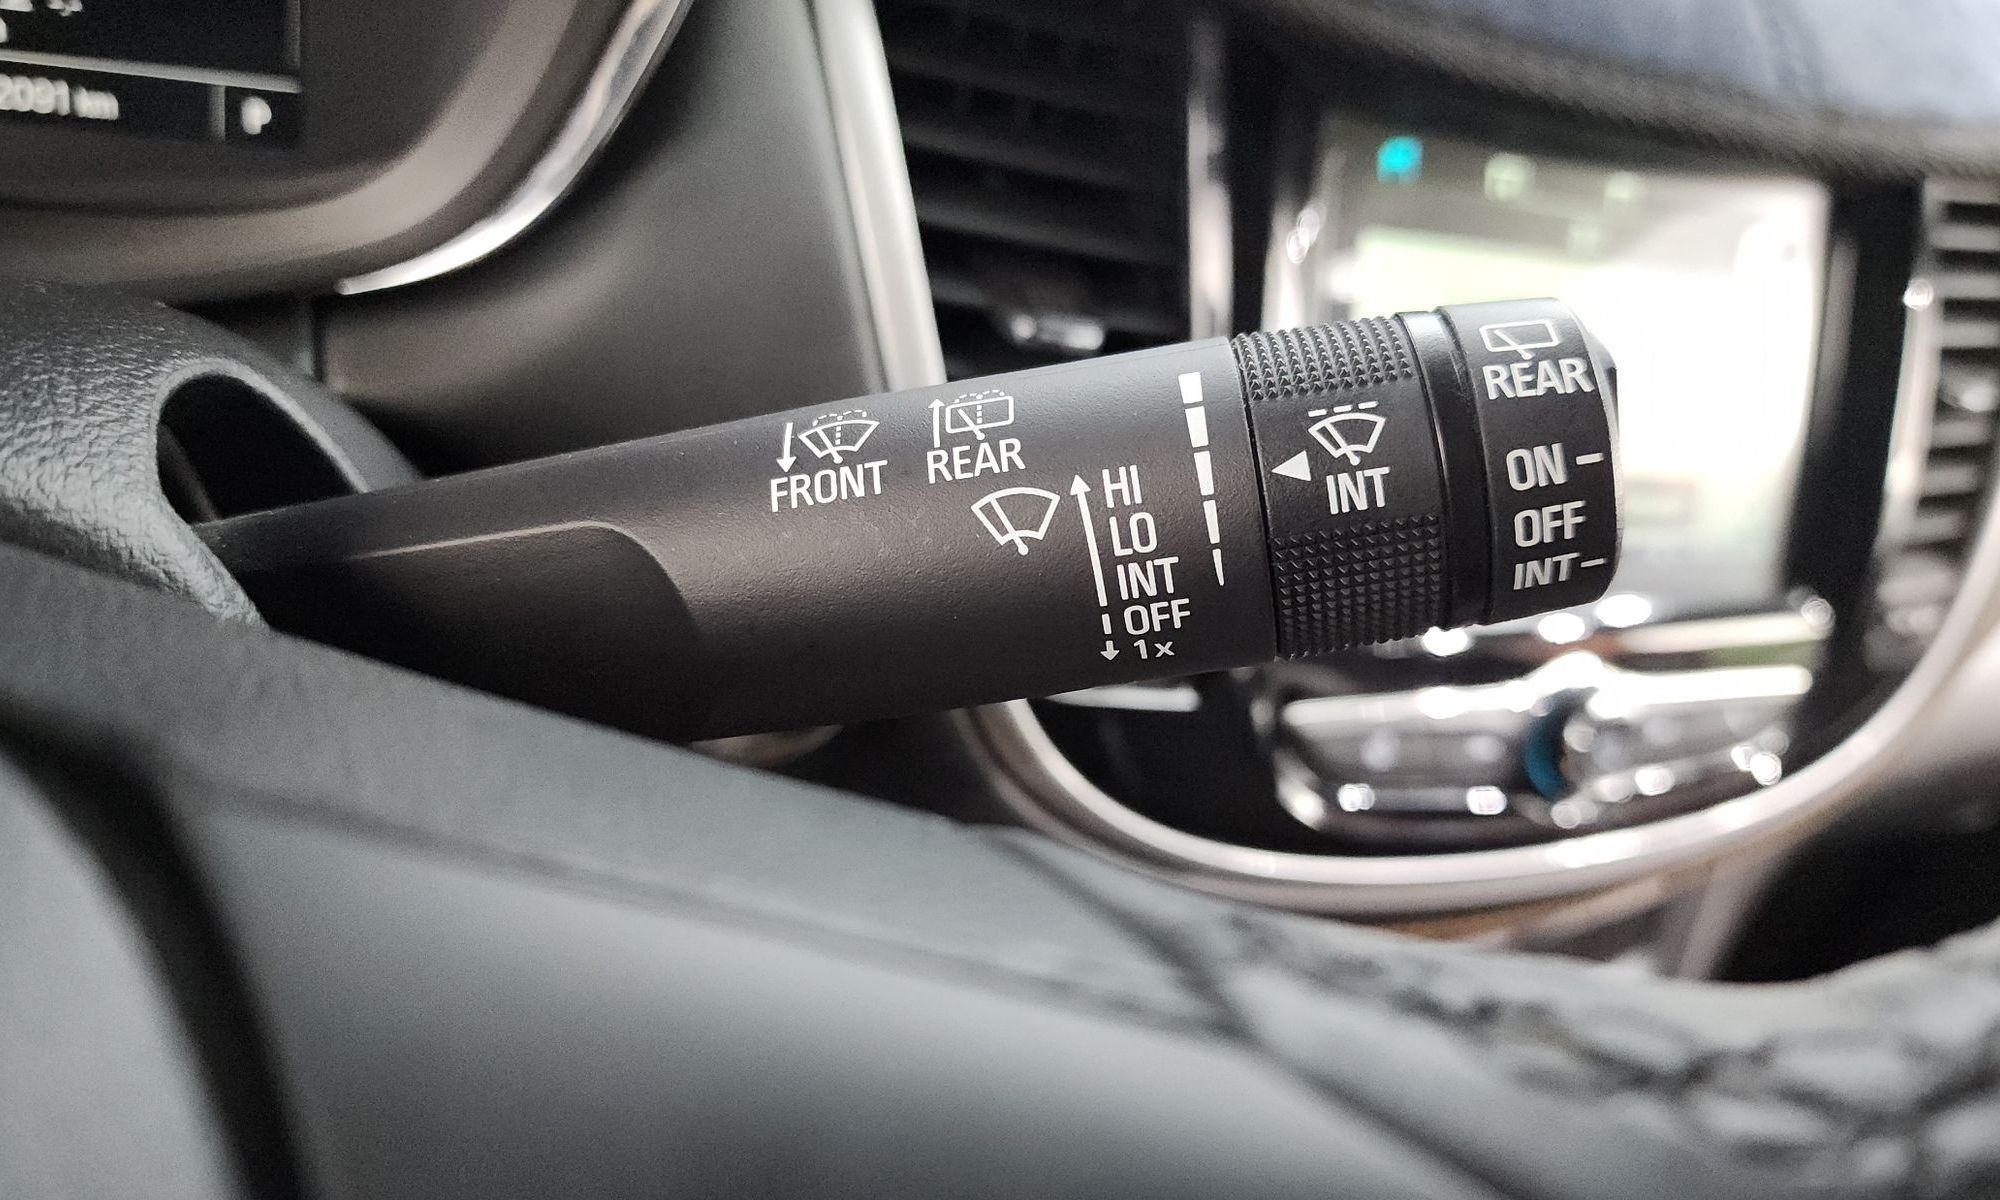 2091 km
P
FRONT
REAR
HI
LO
INT
OFF
1x
INT
REAR
ON
OFF
INT